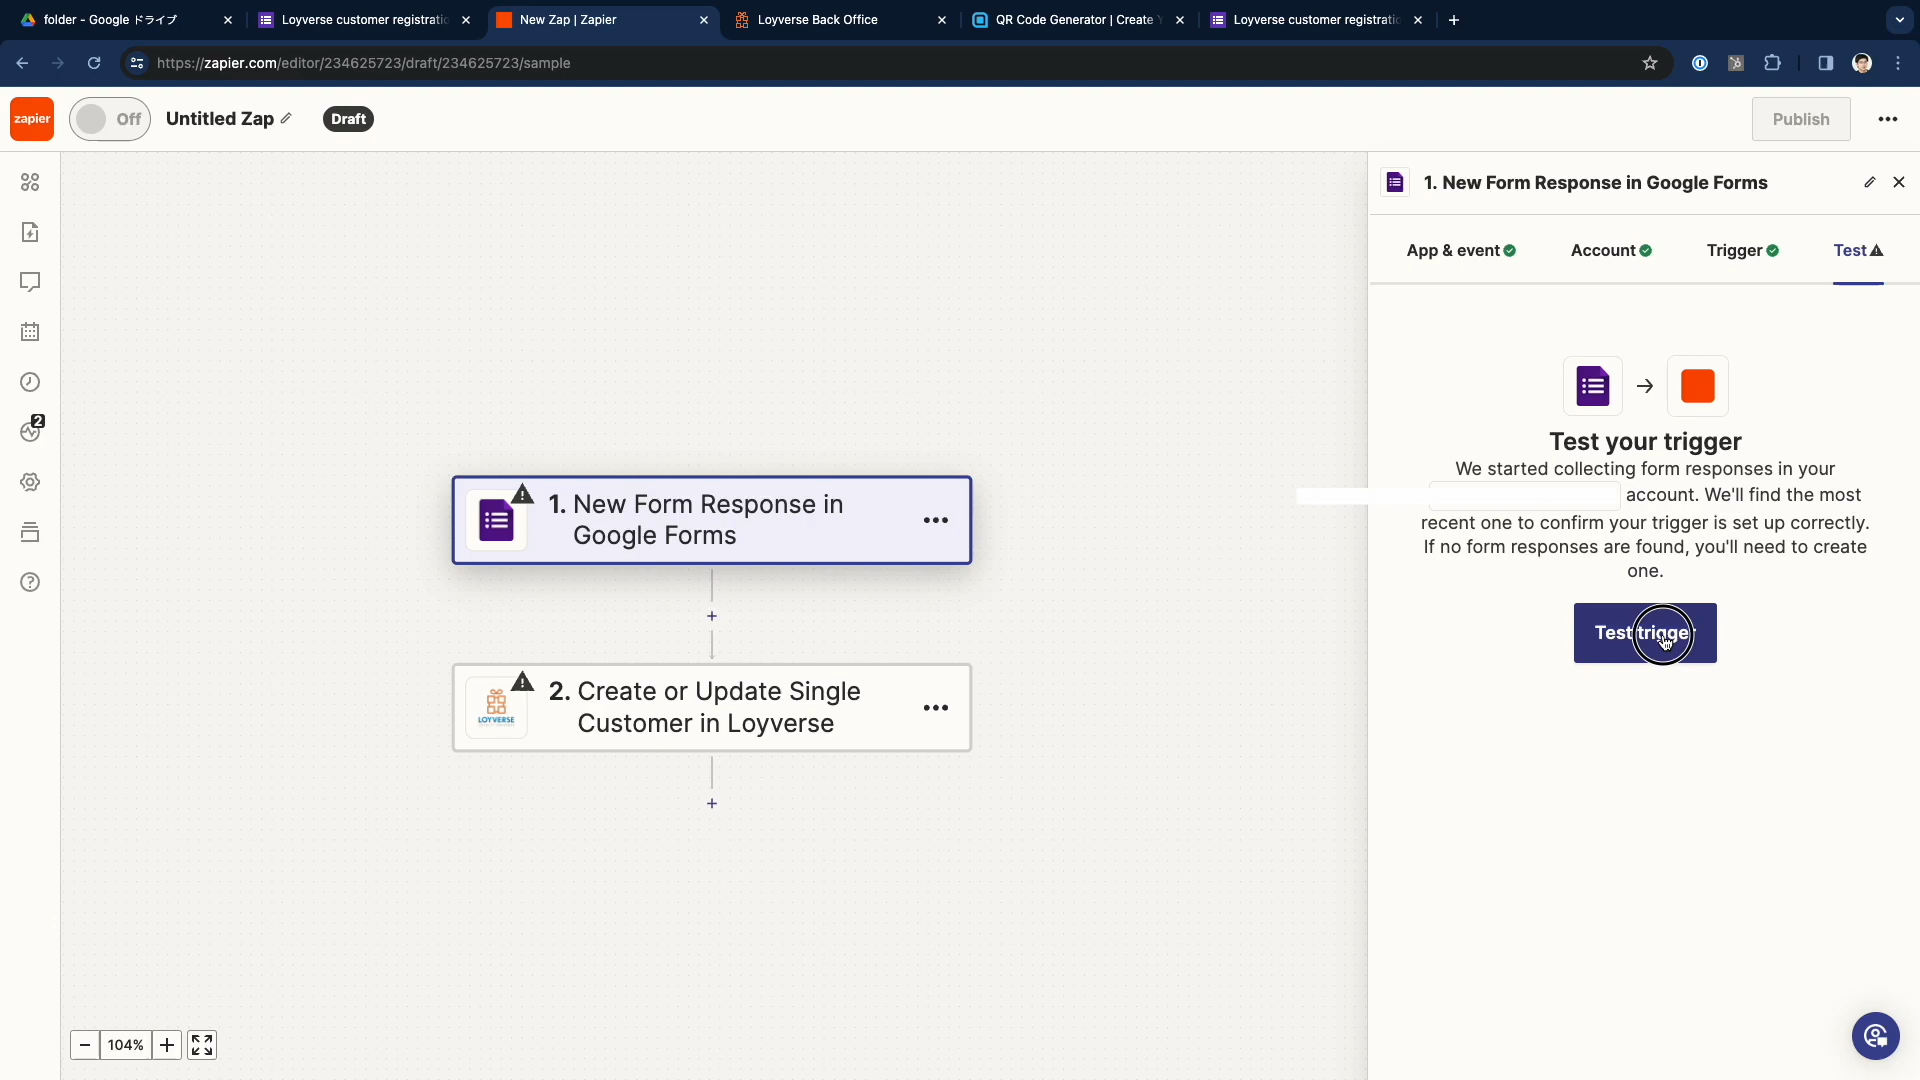 folder - Google ドライブ
Loyverse customer registratio
New Zap | Zapier
Loyverse Back Office
QR Code Generator | Create Y
Loyverse customer registratio
https://zapier.com/editor/234625723/draft/234625723/sample
zapier
Off
Untitled Zap
Draft
Publish
1. New Form Response in Google Forms
App & event
Account
Trigger
Test
2
Test your trigger
We started collecting form responses in your
account. We'll find the most
recent one to confirm your trigger is set up correctly.
If no form responses are found, you'll need to create
one.
Test trigger
1. New Form Response in
Google Forms
LOYVERSE
2. Create or Update Single
Customer in Loyverse
104%